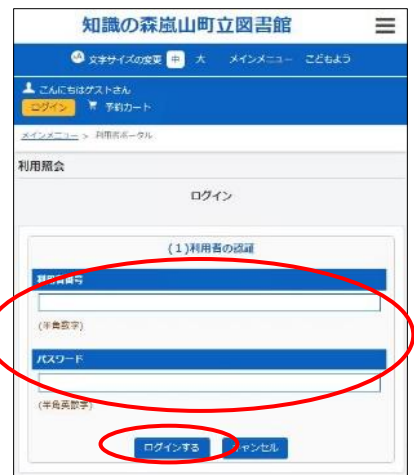 知識の森嵐山町立図書館
文字サイズの変更 中 大 メインメニュー こどもよう
こんにちはゲストさん
ログイン 予約カート
メインメニュー > 利用者ポータル
利用照会
ログイン
(1)利用者の認証
利用者番号
(半角数字)
パスワード
(半角英数字)
ログインする キャンセル